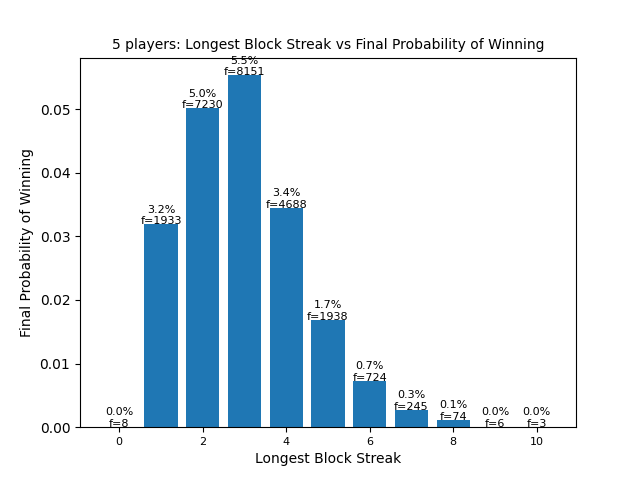 5 players: Longest Block Streak vs Final Probability of Winning
Final Probability of Winning
0.05
0.04
0.03
0.02
0.01
0.00
0.0%
f=8
3.2%
f=1933
5.0%
f=7230
5.5%
f=8151
3.4%
f=4688
1.7%
f=1938
0.7%
f=724
0.3%
f=245
0.1%
f=74
0.0%
f=6
0.0%
f=3
0 2 4 6 8 10
Longest Block Streak